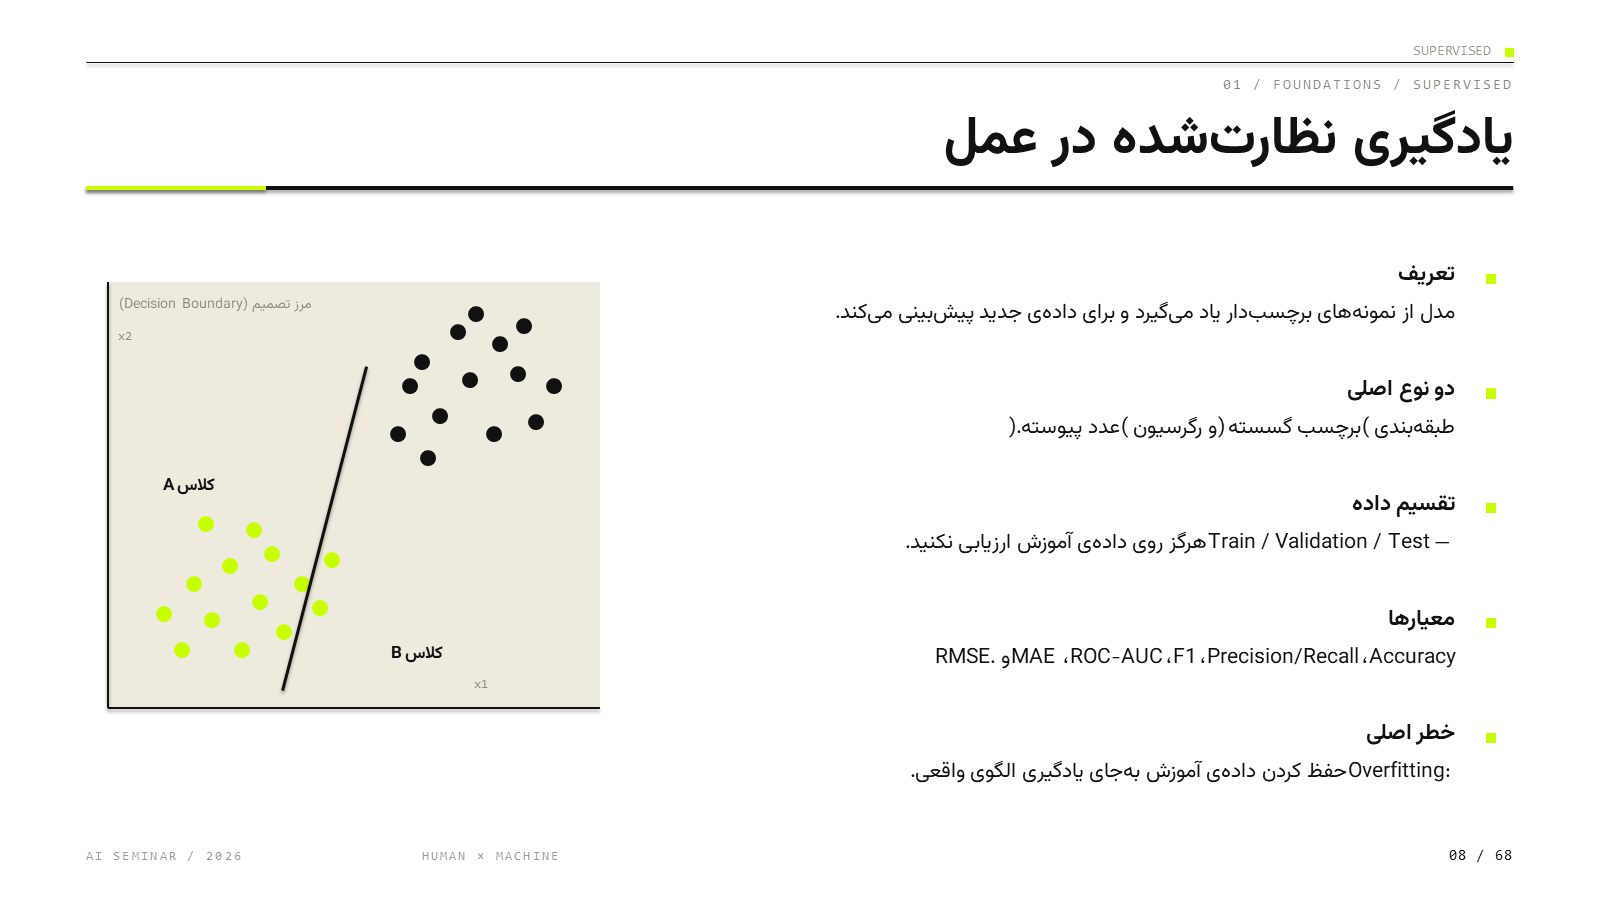 SUPERVISED
01 / FOUNDATIONS / SUPERVISED
یادگیری نظارت‌شده در عمل
تعریف
مدل از نمونه‌های برچسب‌دار یاد می‌گیرد و برای داده‌ی جدید پیش‌بینی می‌کند.
دو نوع اصلی
طبقه‌بندی (برچسب گسسته) و رگرسیون (عدد پیوسته).
تقسیم داده
Train / Validation / Test — هرگز روی داده‌ی آموزش ارزیابی نکنید.
معیارها
Accuracy، Precision/Recall، F1، ROC-AUC، MAE و RMSE.
خطر اصلی
Overfitting: حفظ کردن داده‌ی آموزش به‌جای یادگیری الگوی واقعی.
مرز تصمیم (Decision Boundary)
x2
کلاس A
کلاس B
x1
AI SEMINAR / 2026
HUMAN × MACHINE
08 / 68